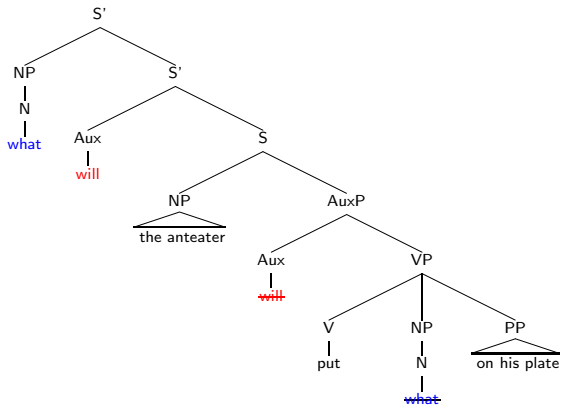 S'
NP S'
N
what Aux S
will
NP AuxP
the anteater
Aux VP
will
V NP PP
put N on his plate
what